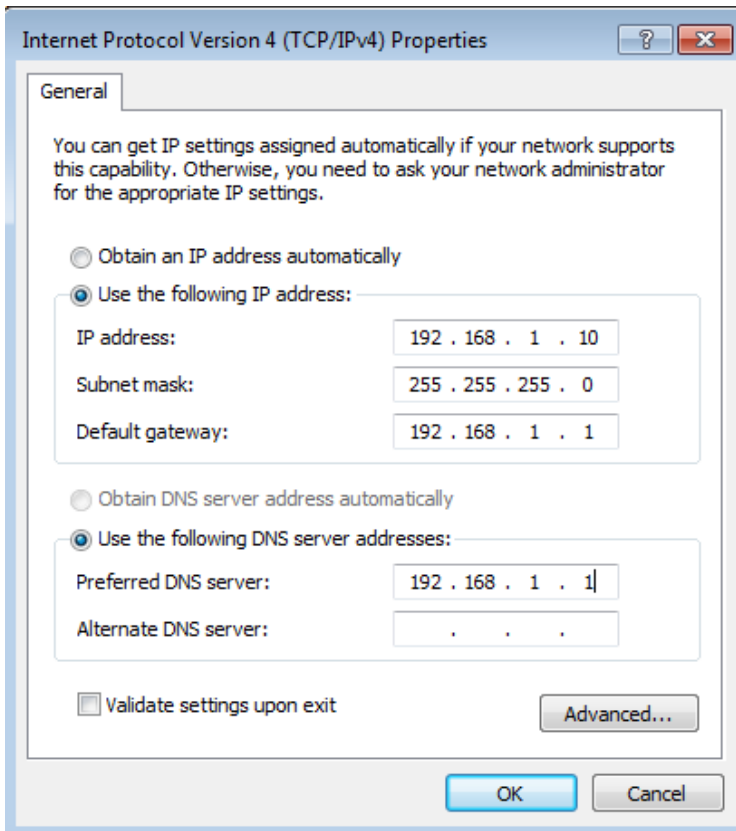 Internet Protocol Version 4 (TCP/IPv4) Properties
?
General
You can get IP settings assigned automatically if your network supports
this capability. Otherwise, you need to ask your network administrator
for the appropriate IP settings.
Obtain an IP address automatically
Use the following IP address:
IP address: 192 . 168 . 1 . 10
Subnet mask: 255 . 255 . 255 . 0
Default gateway: 192 . 168 . 1 . 1
Obtain DNS server address automatically
Use the following DNS server addresses:
Preferred DNS server: 192 . 168 . 1 . 1
Alternate DNS server: . . .
Validate settings upon exit
Advanced...
OK Cancel